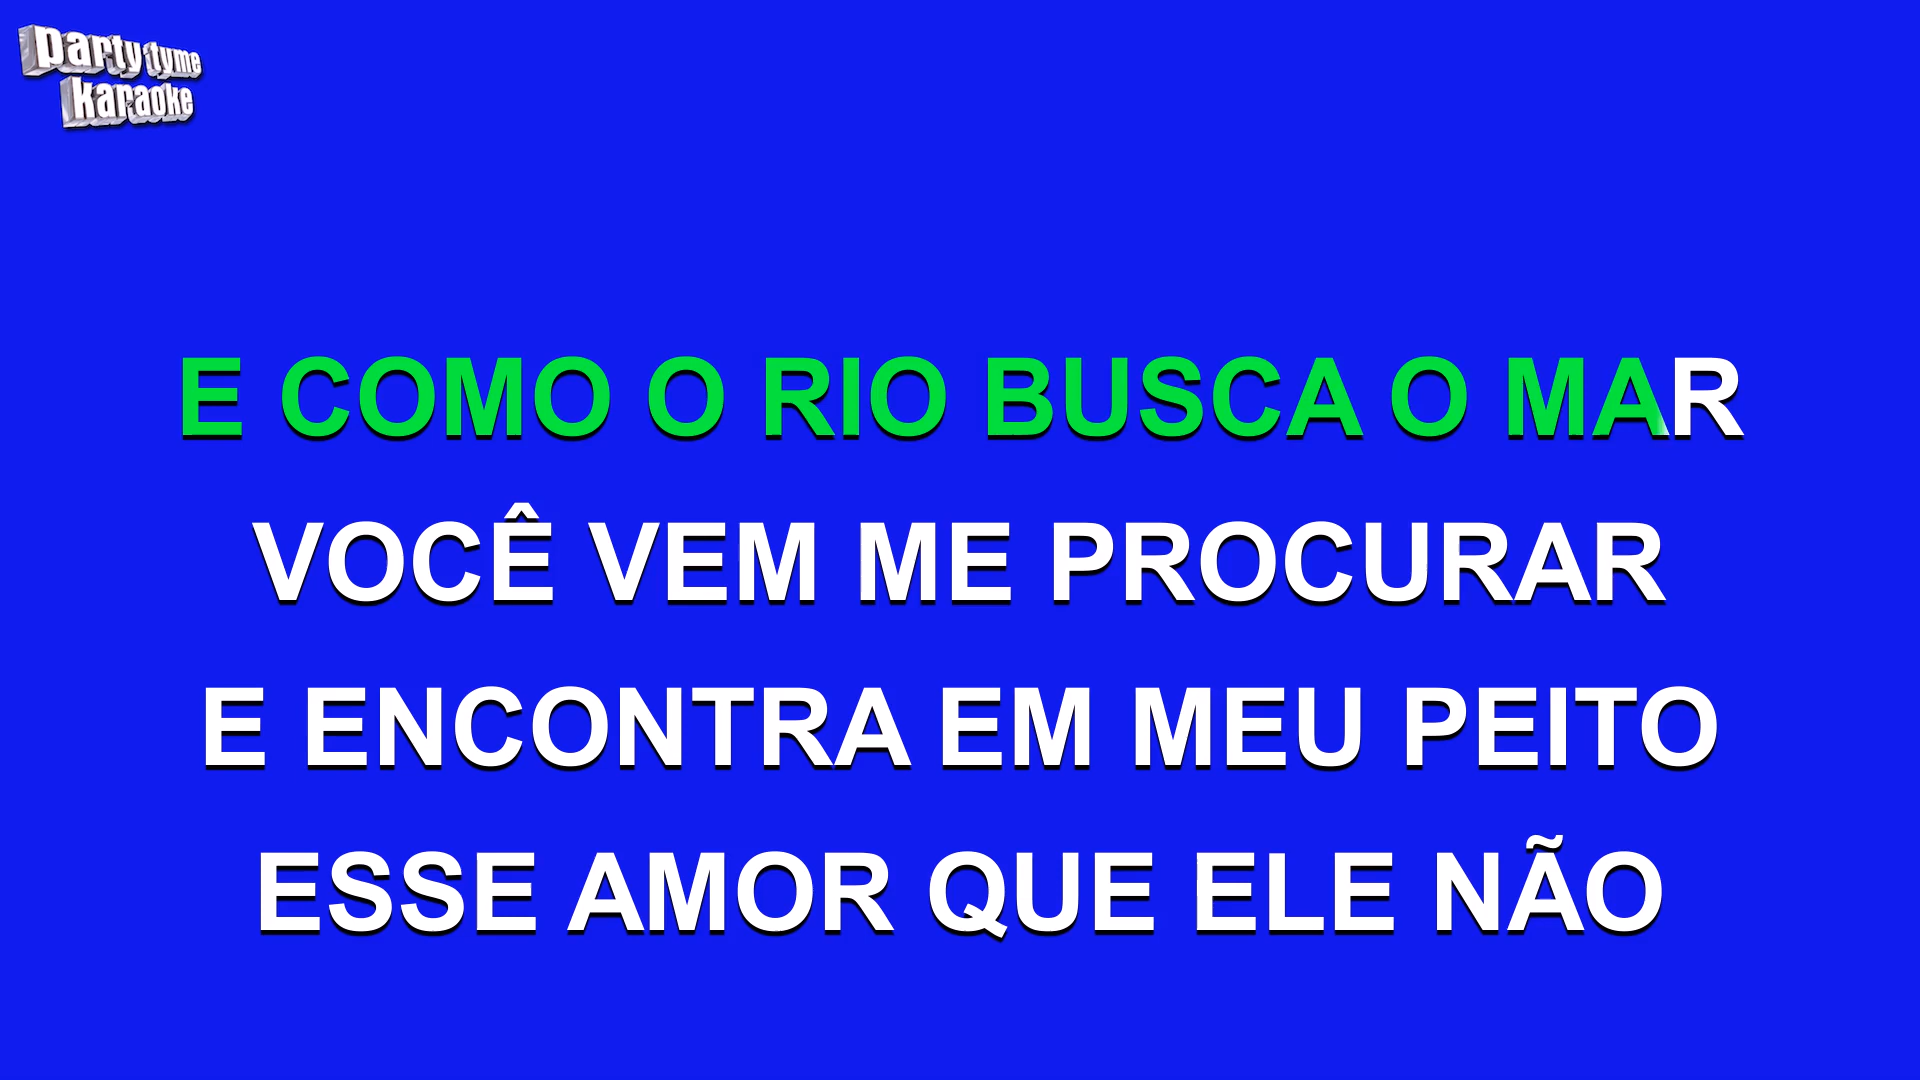 party tyme
karaoke
E COMO O RIO BUSCA O MAR
VOCÊ VEM ME PROCURAR
E ENCONTRA EM MEU PEITO
ESSE AMOR QUE ELE NÃO